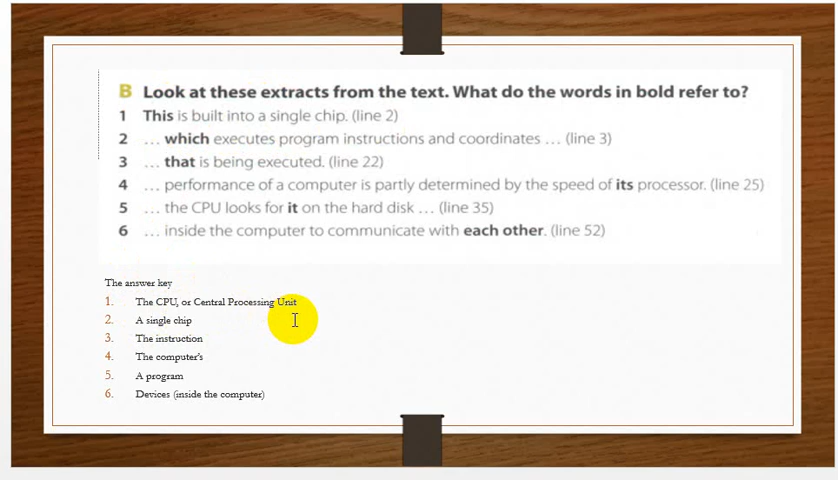 B Look at these extracts from the text. What do the words in bold refer to?
1 This is built into a single chip. (line 2)
2 ... which executes program instructions and coordinates ... (line 3)
3 ... that is being executed. (line 22)
4 ... performance of a computer is partly determined by the speed of its processor. (line 25)
5 ... the CPU looks for it on the hard disk ... (line 35)
6 ... inside the computer to communicate with each other. (line 52)
The answer key
1. The CPU, or Central Processing Unit
2. A single chip
3. The instruction
4. The computer's
5. A program
6. Devices (inside the computer)